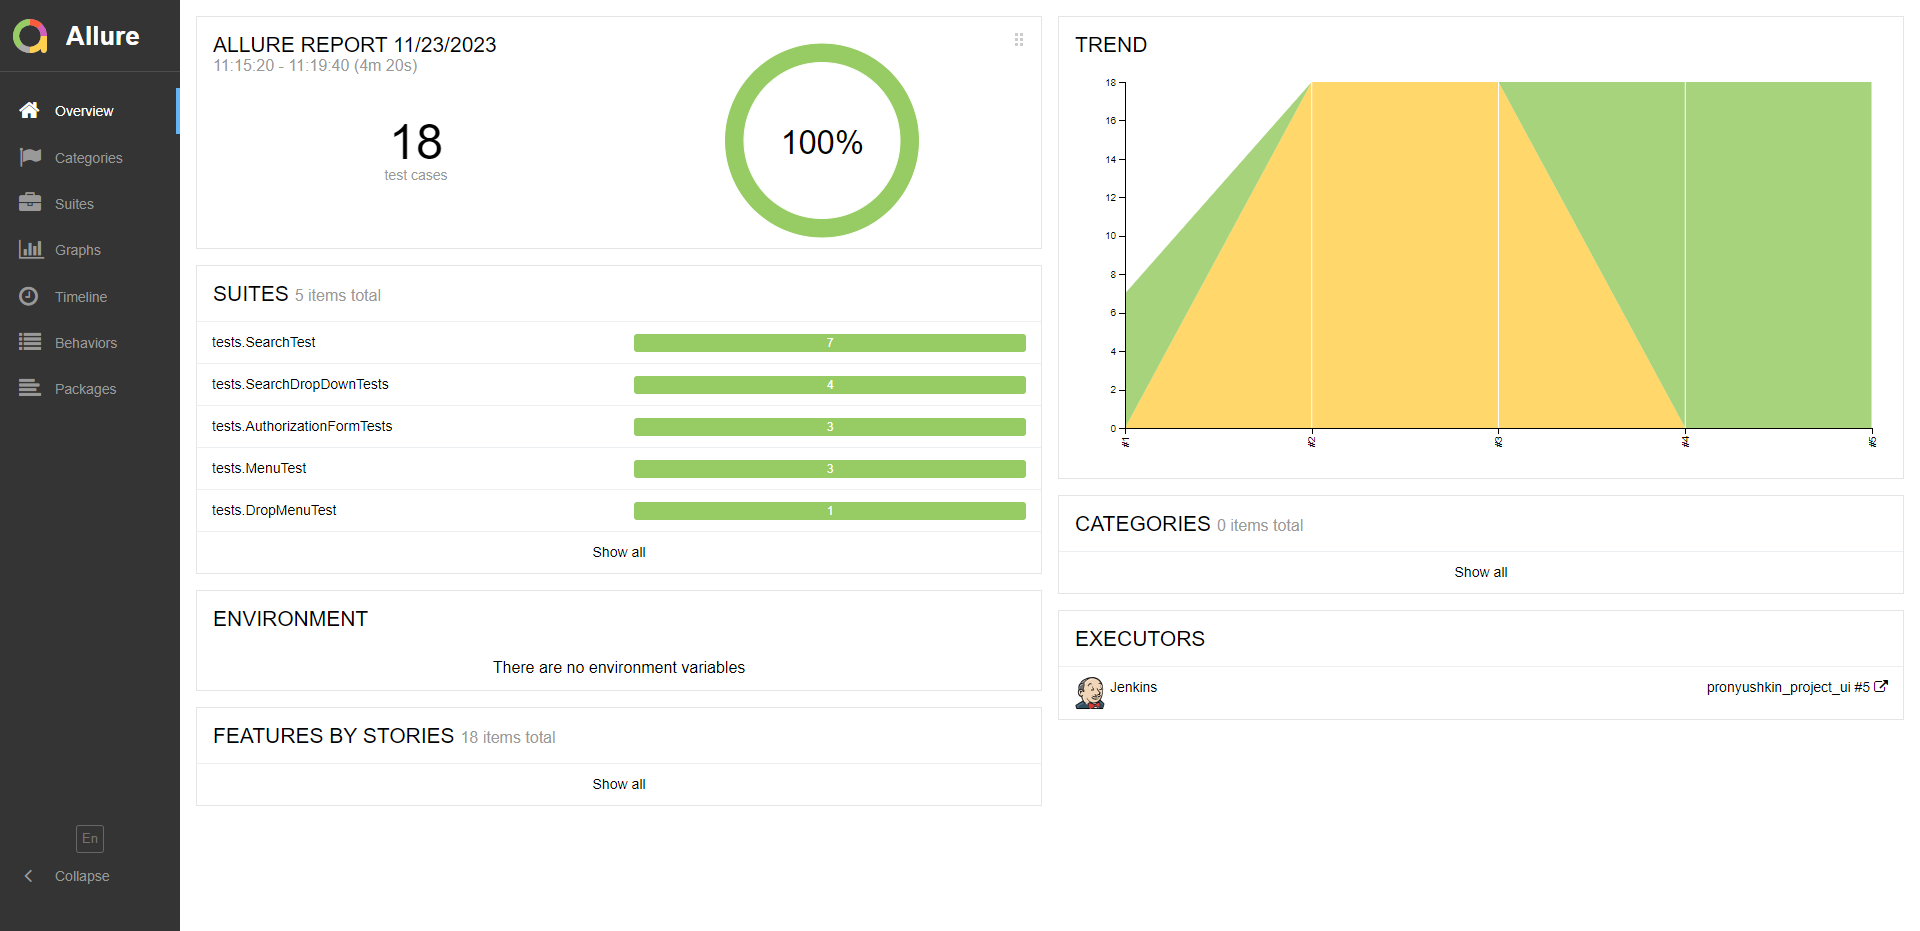 Allure
Overview
Categories
Suites
Graphs
Timeline
Behaviors
Packages
En
Collapse
ALLURE REPORT 11/23/2023
11:15:20 - 11:19:40 (4m 20s)
18
test cases
100%
SUITES 5 items total
tests.SearchTest 7
tests.SearchDropDownTests 4
tests.AuthorizationFormTests 3
tests.MenuTest 3
tests.DropMenuTest 1
Show all
ENVIRONMENT
There are no environment variables
FEATURES BY STORIES 18 items total
Show all
TREND
18
16
14
12
10
8
6
4
2
0
#1 #2 #3 #4 #5
CATEGORIES 0 items total
Show all
EXECUTORS
Jenkins pronyushkin_project_ui #5